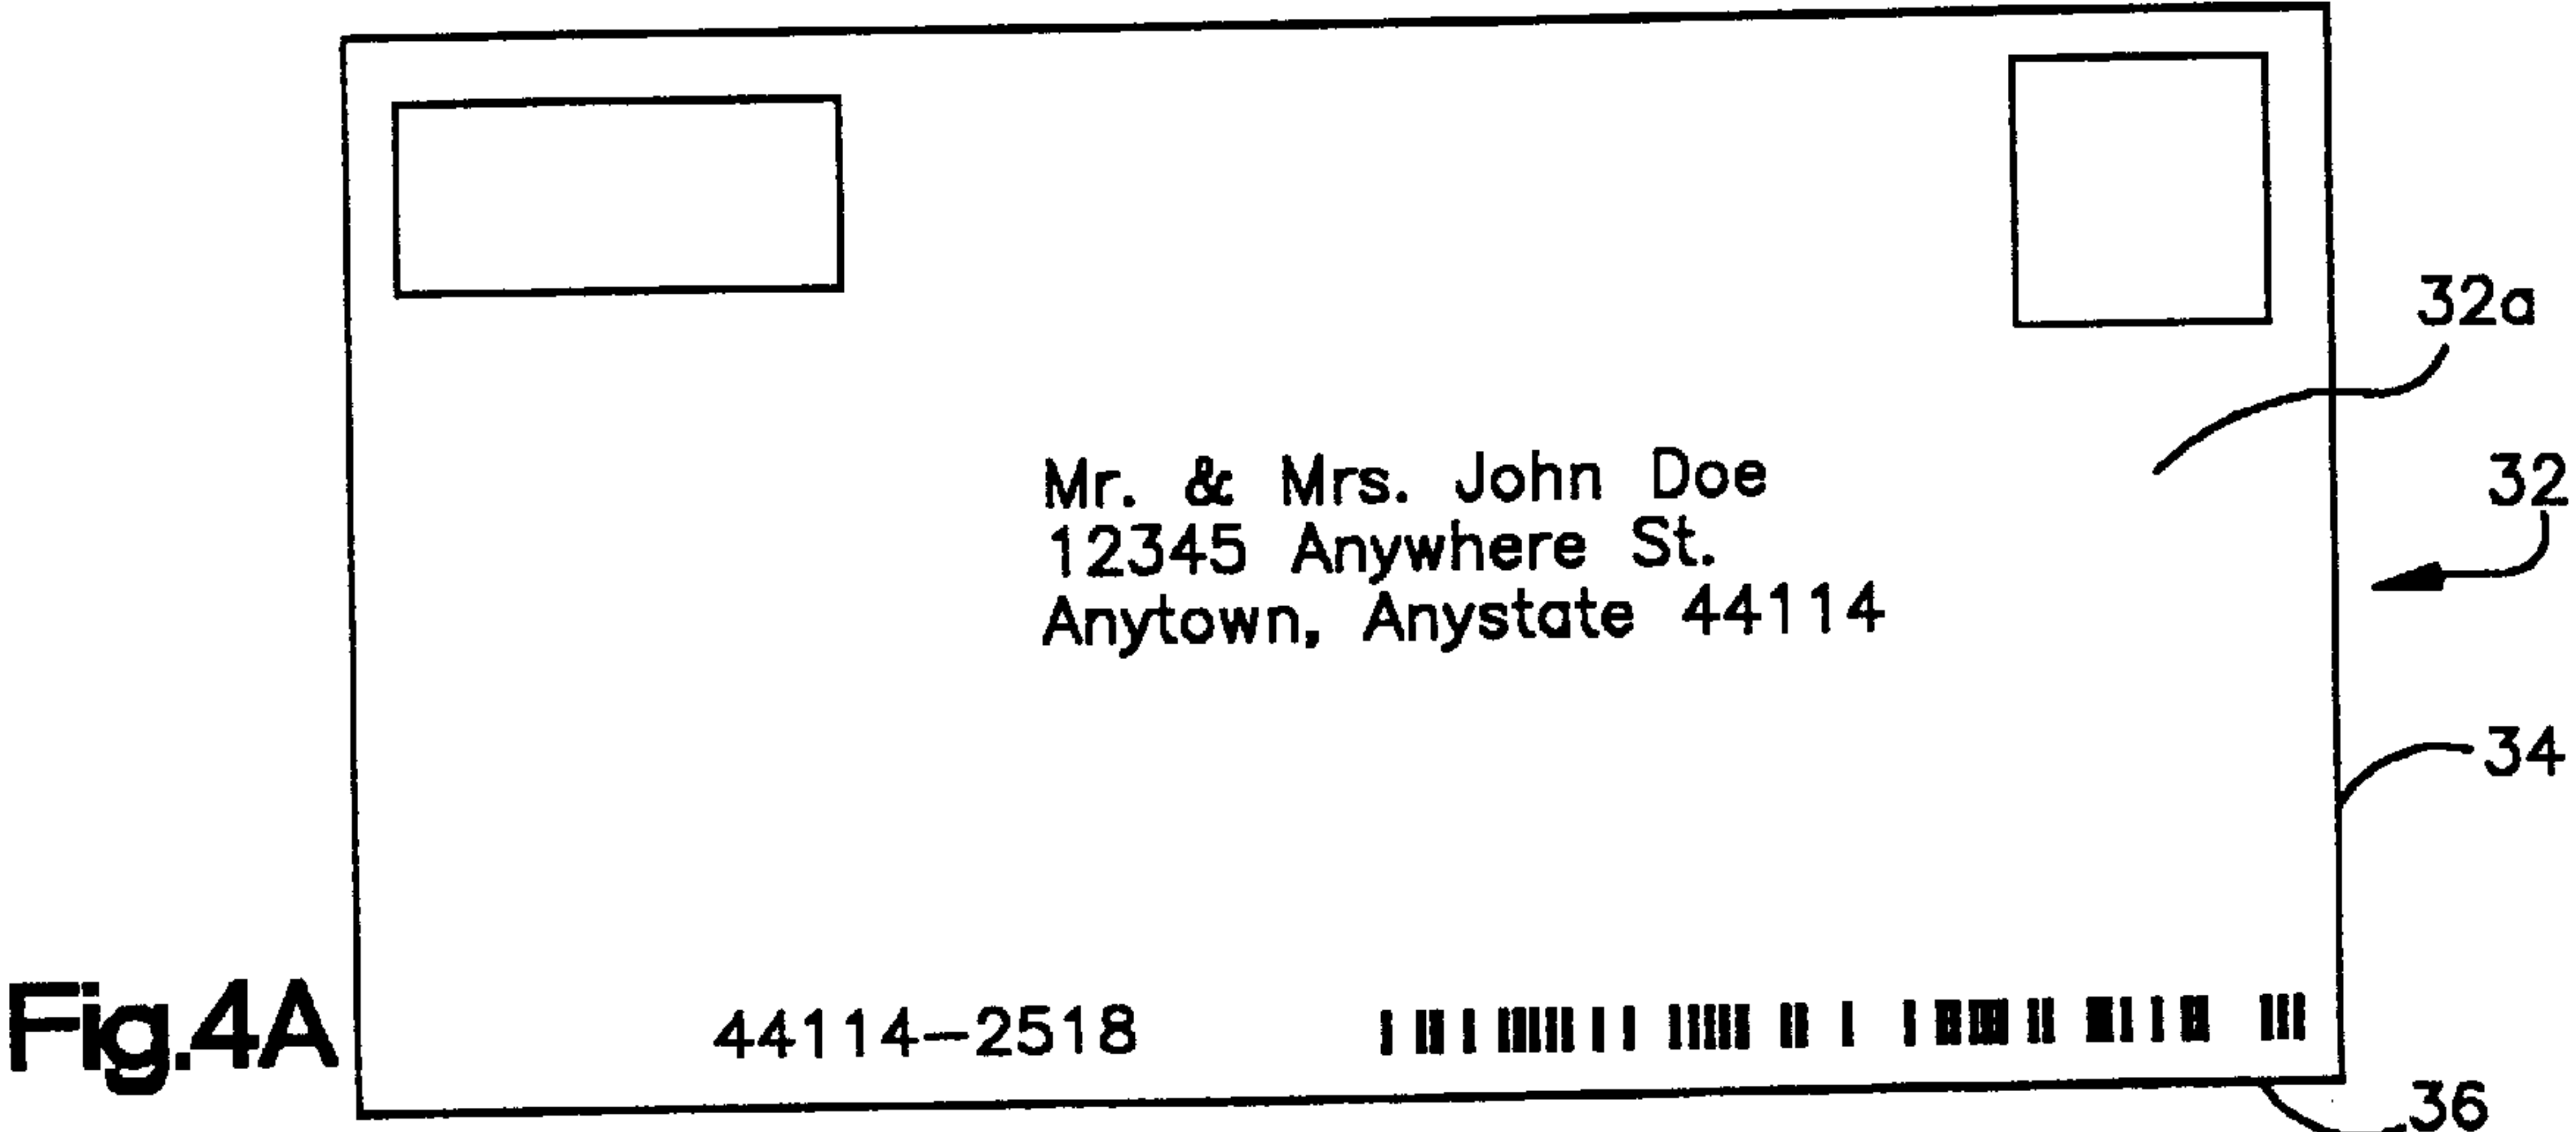 32a
Mr. & Mrs. John Doe
32
12345 Anywhere St.
Anytown, Anystate 44114
34
Fig.4A
44114-2518
36